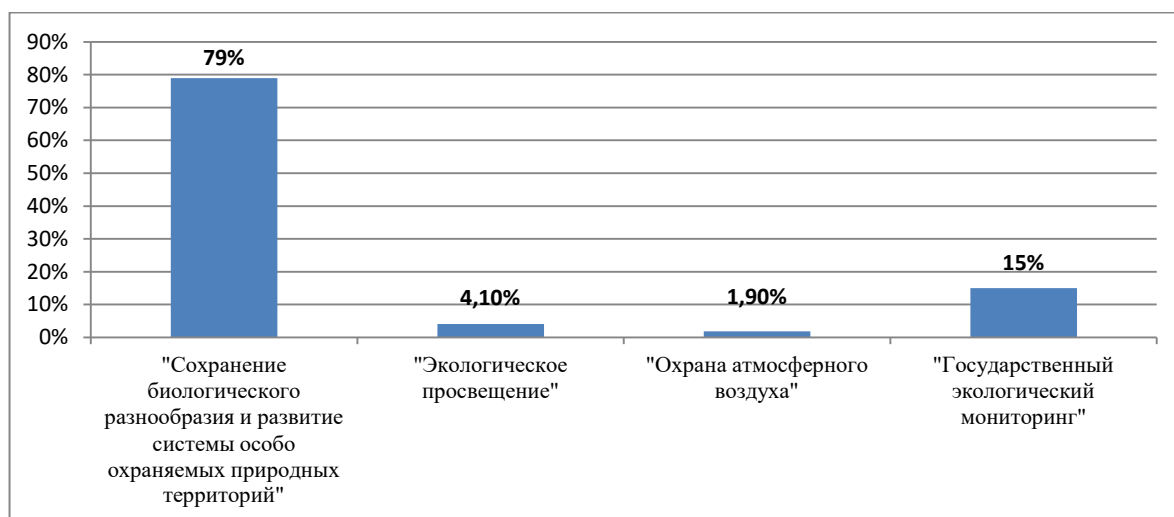 90%
80%
70%
60%
50%
40%
30%
20%
10%
0%
79%
4,10%
1,90%
15%
"Сохранение
биологического
разнообразия и развитие
системы особо
охраняемых природных
территорий"
"Экологическое
просвещение"
"Охрана атмосферного
воздуха"
"Государственный
экологический
мониторинг"